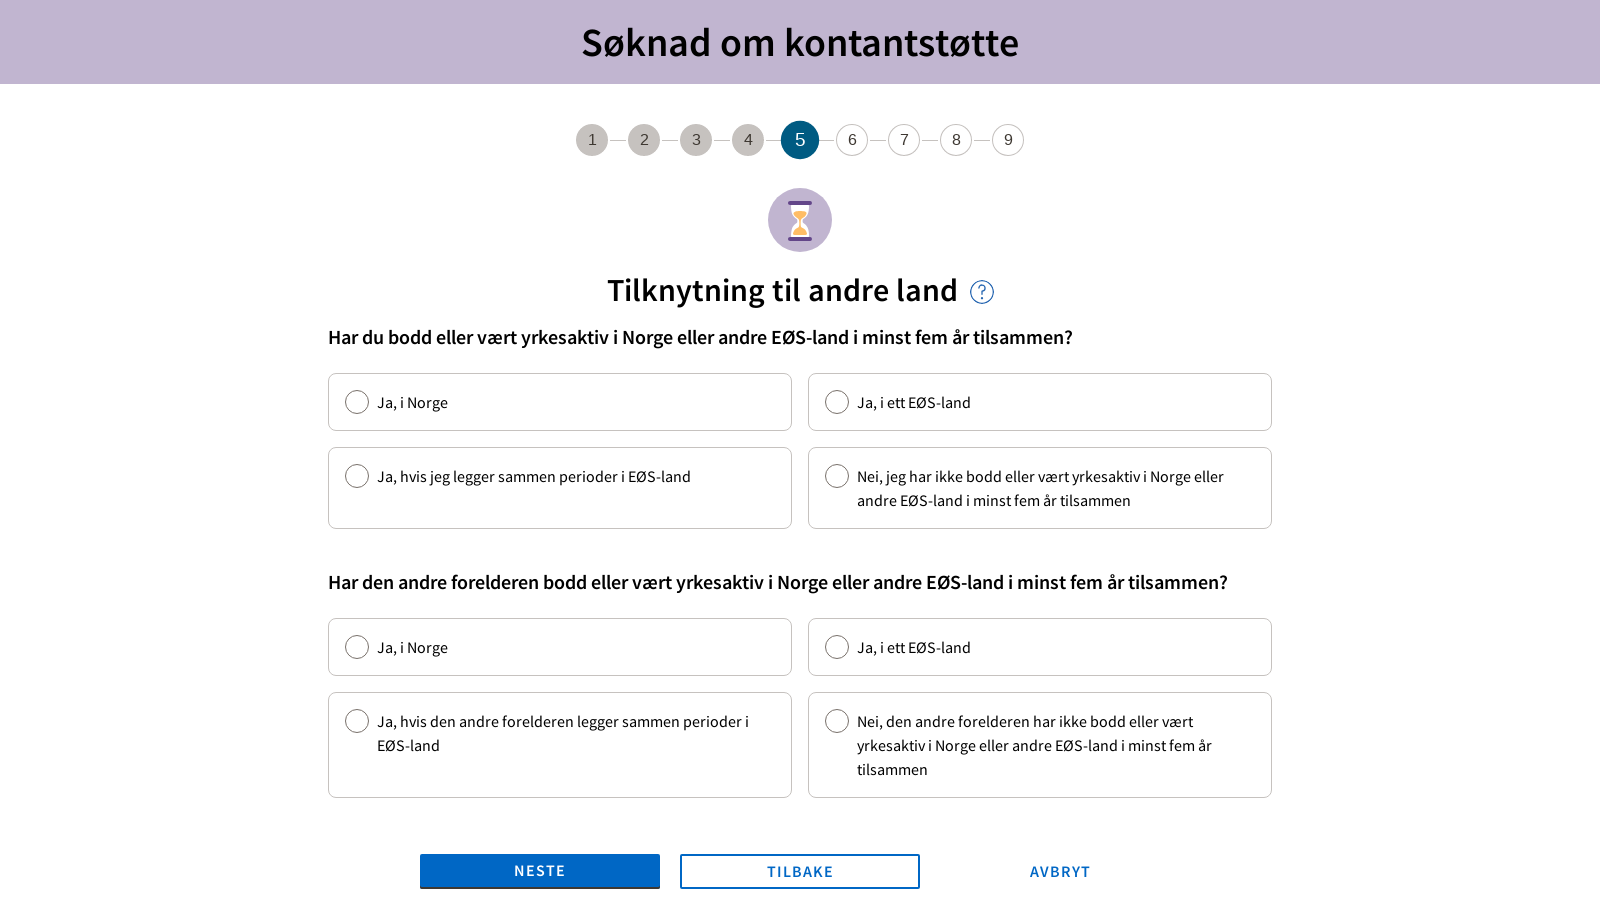 Søknad om kontantstøtte
1 2 3 4 5 6 7 8 9
Tilknytning til andre land ?
Har du bodd eller vært yrkesaktiv i Norge eller andre EØS-land i minst fem år tilsammen?
Ja, i Norge
Ja, i ett EØS-land
Ja, hvis jeg legger sammen perioder i EØS-land
Nei, jeg har ikke bodd eller vært yrkesaktiv i Norge eller
andre EØS-land i minst fem år tilsammen
Har den andre forelderen bodd eller vært yrkesaktiv i Norge eller andre EØS-land i minst fem år tilsammen?
Ja, i Norge
Ja, i ett EØS-land
Ja, hvis den andre forelderen legger sammen perioder i
EØS-land
Nei, den andre forelderen har ikke bodd eller vært
yrkesaktiv i Norge eller andre EØS-land i minst fem år
tilsammen
NESTE
TILBAKE
AVBRYT